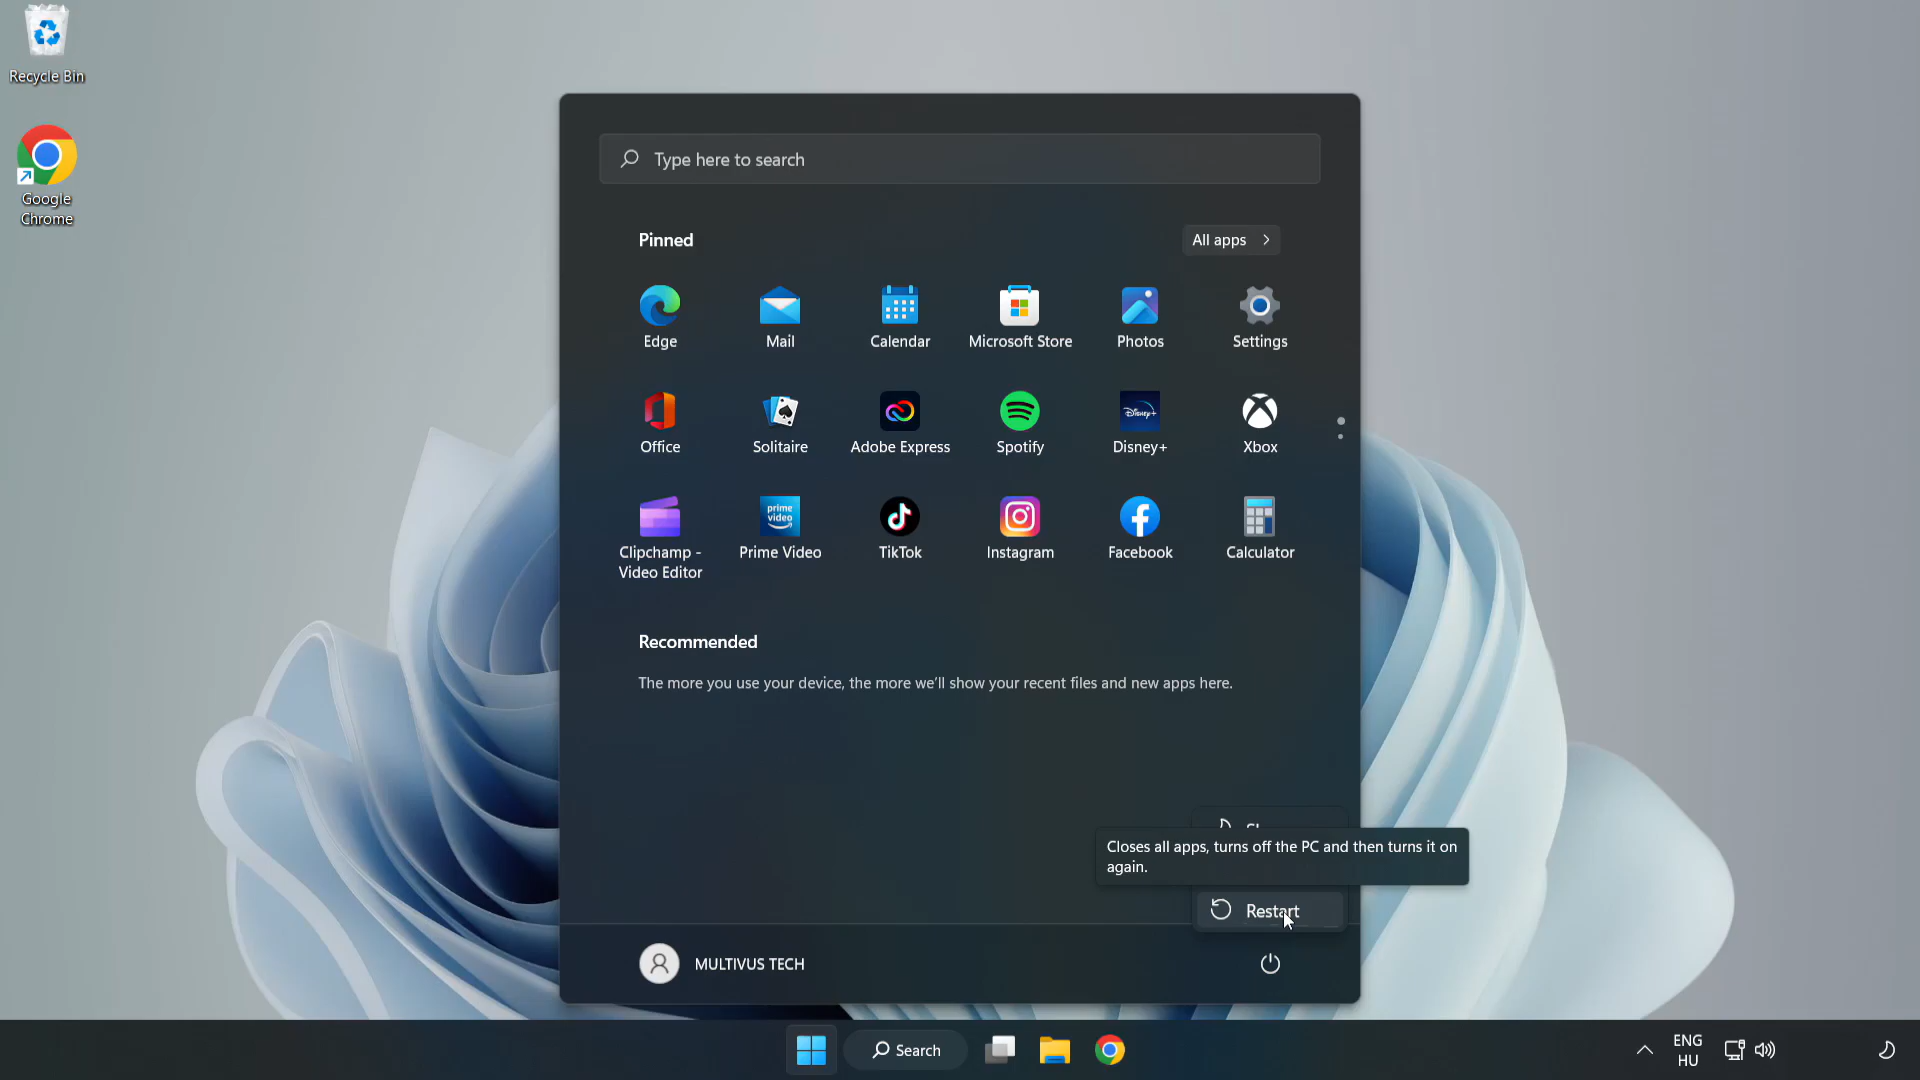 Recycle Bin
Google
Chrome
Type here to search
Pinned
All apps
Edge
Mail
Calendar
Microsoft Store
Photos
Settings
Office
Solitaire
Adobe Express
Spotify
Disney+
Disney+
Xbox
prime
video
Clipchamp -
Video Editor
Prime Video
TikTok
Instagram
Facebook
Calculator
Recommended
The more you use your device, the more we'll show your recent files and new apps here.
Closes all apps, turns off the PC and then turns it on
again.
Restart
MULTIVUS TECH
Search
ENG
HU